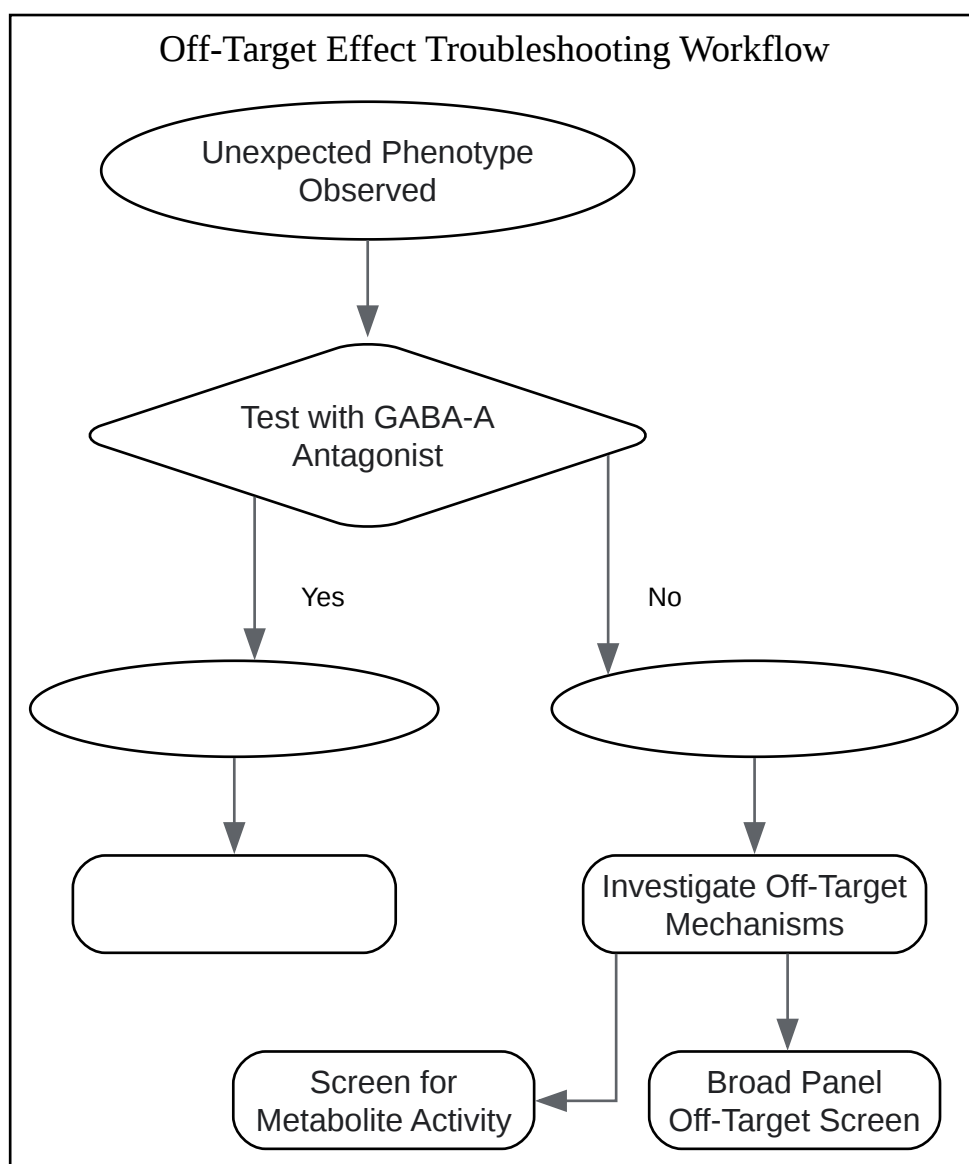 Off-Target Effect Troubleshooting Workflow
Unexpected Phenotype
Observed
Test with GABA-A
Antagonist
Yes
No
Investigate Off-Target
Mechanisms
Screen for
Metabolite Activity
Broad Panel
Off-Target Screen